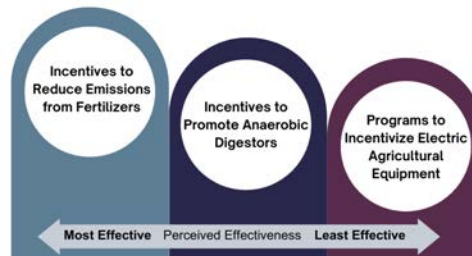 Incentives to
Reduce Emissions
from Fertilizers
Incentives to
Promote Anaerobic
Digestors
Programs to
Incentivize Electric
Agricultural
Equipment
Most Effective Perceived Effectiveness Least Effective